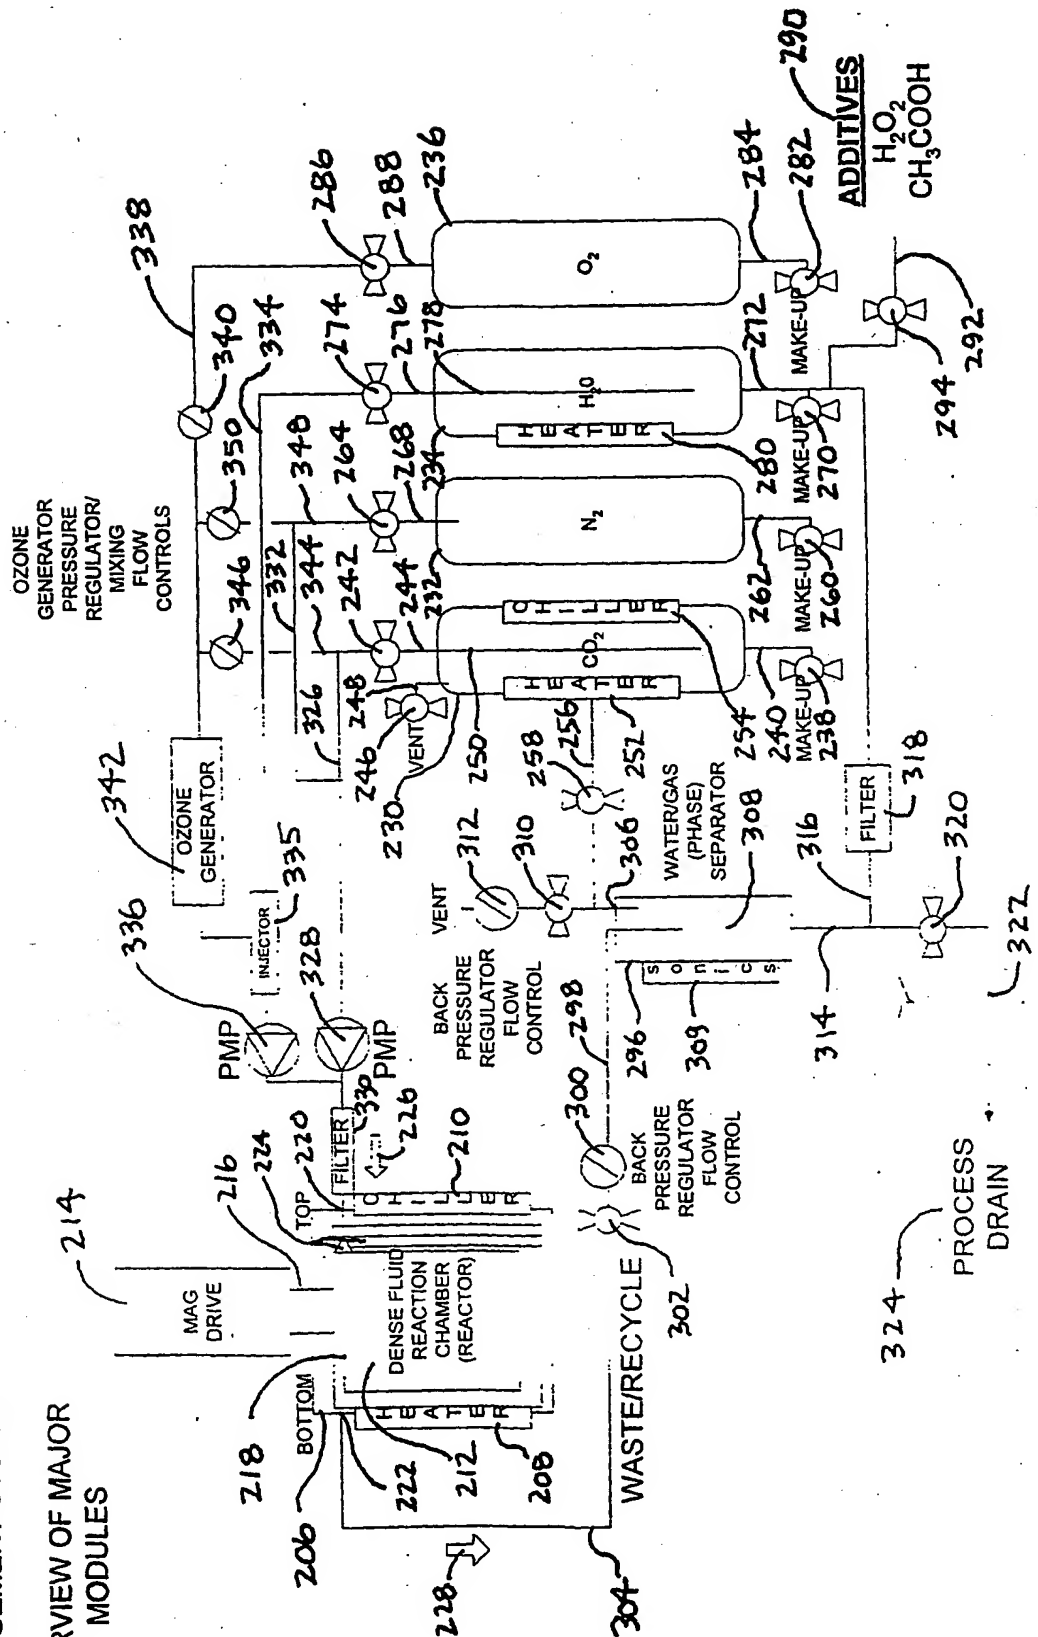 RVIEW OF MAJOR
MODULES
OZONE
GENERATOR
PRESSURE
REGULATOR/
MIXING
FLOW
CONTROLS
338
340
334
286
288
236
274
276
278
350
348
264
268
234
346
332
344
242
244
232
326
248
246
VENT
230
250
O2
H2O
HEATER
N2
CHILLER
CO2
HEATER
280
284
282
MAKE-UP
272
270
MAKE-UP
262
260
MAKE-UP
254
240
238
MAKE-UP
252
256
258
290
ADDITIVES
H2O2
CH3COOH
292
294
342
OZONE
GENERATOR
335
INJECTOR
336
PMP
328
PMP
330
FILTER
226
312
VENT
310
BACK
PRESSURE
REGULATOR
FLOW
CONTROL
306
WATER/GAS
(PHASE)
SEPARATOR
308
296
sonics
309
298
300
BACK
PRESSURE
REGULATOR
FLOW
CONTROL
302
316
FILTER
318
320
314
322
214
MAG
DRIVE
216
224
220
TOP
CHILLER
210
DENSE FLUID
REACTION
CHAMBER
(REACTOR)
218
BOTTOM
206
222
212
HEATER
208
228
304
WASTE/RECYCLE
324
PROCESS
DRAIN